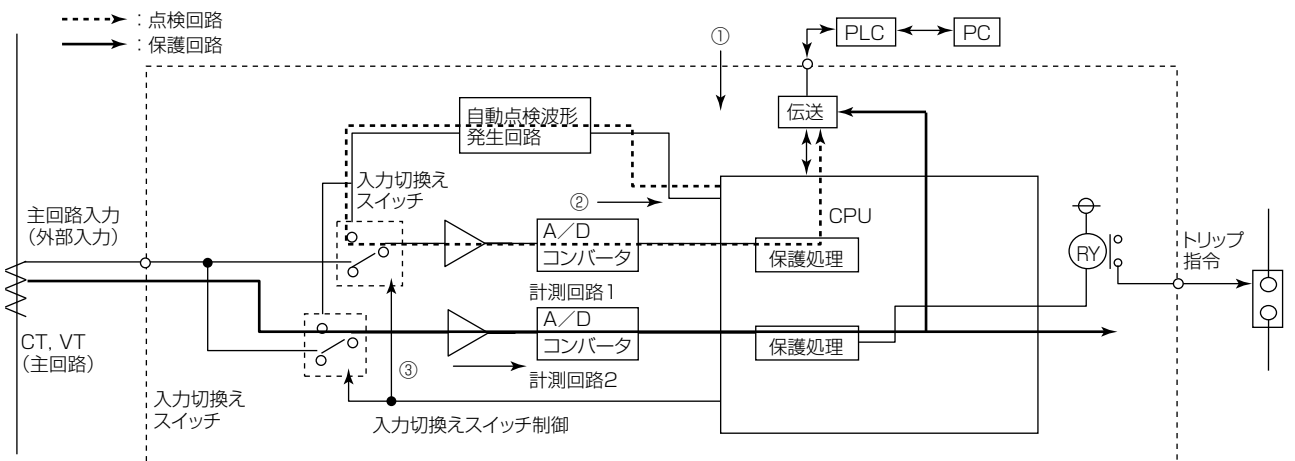 ：点検回路
：保護回路
①
PLC
PC
伝送
自動点検波形
発生回路
入力切換え
スイッチ
②
CPU
主回路入力
（外部入力）
A／D
コンバータ
保護処理
RY
トリップ
指令
計測回路1
A／D
コンバータ
保護処理
CT, VT
（主回路）
③
計測回路2
入力切換え
スイッチ
入力切換えスイッチ制御